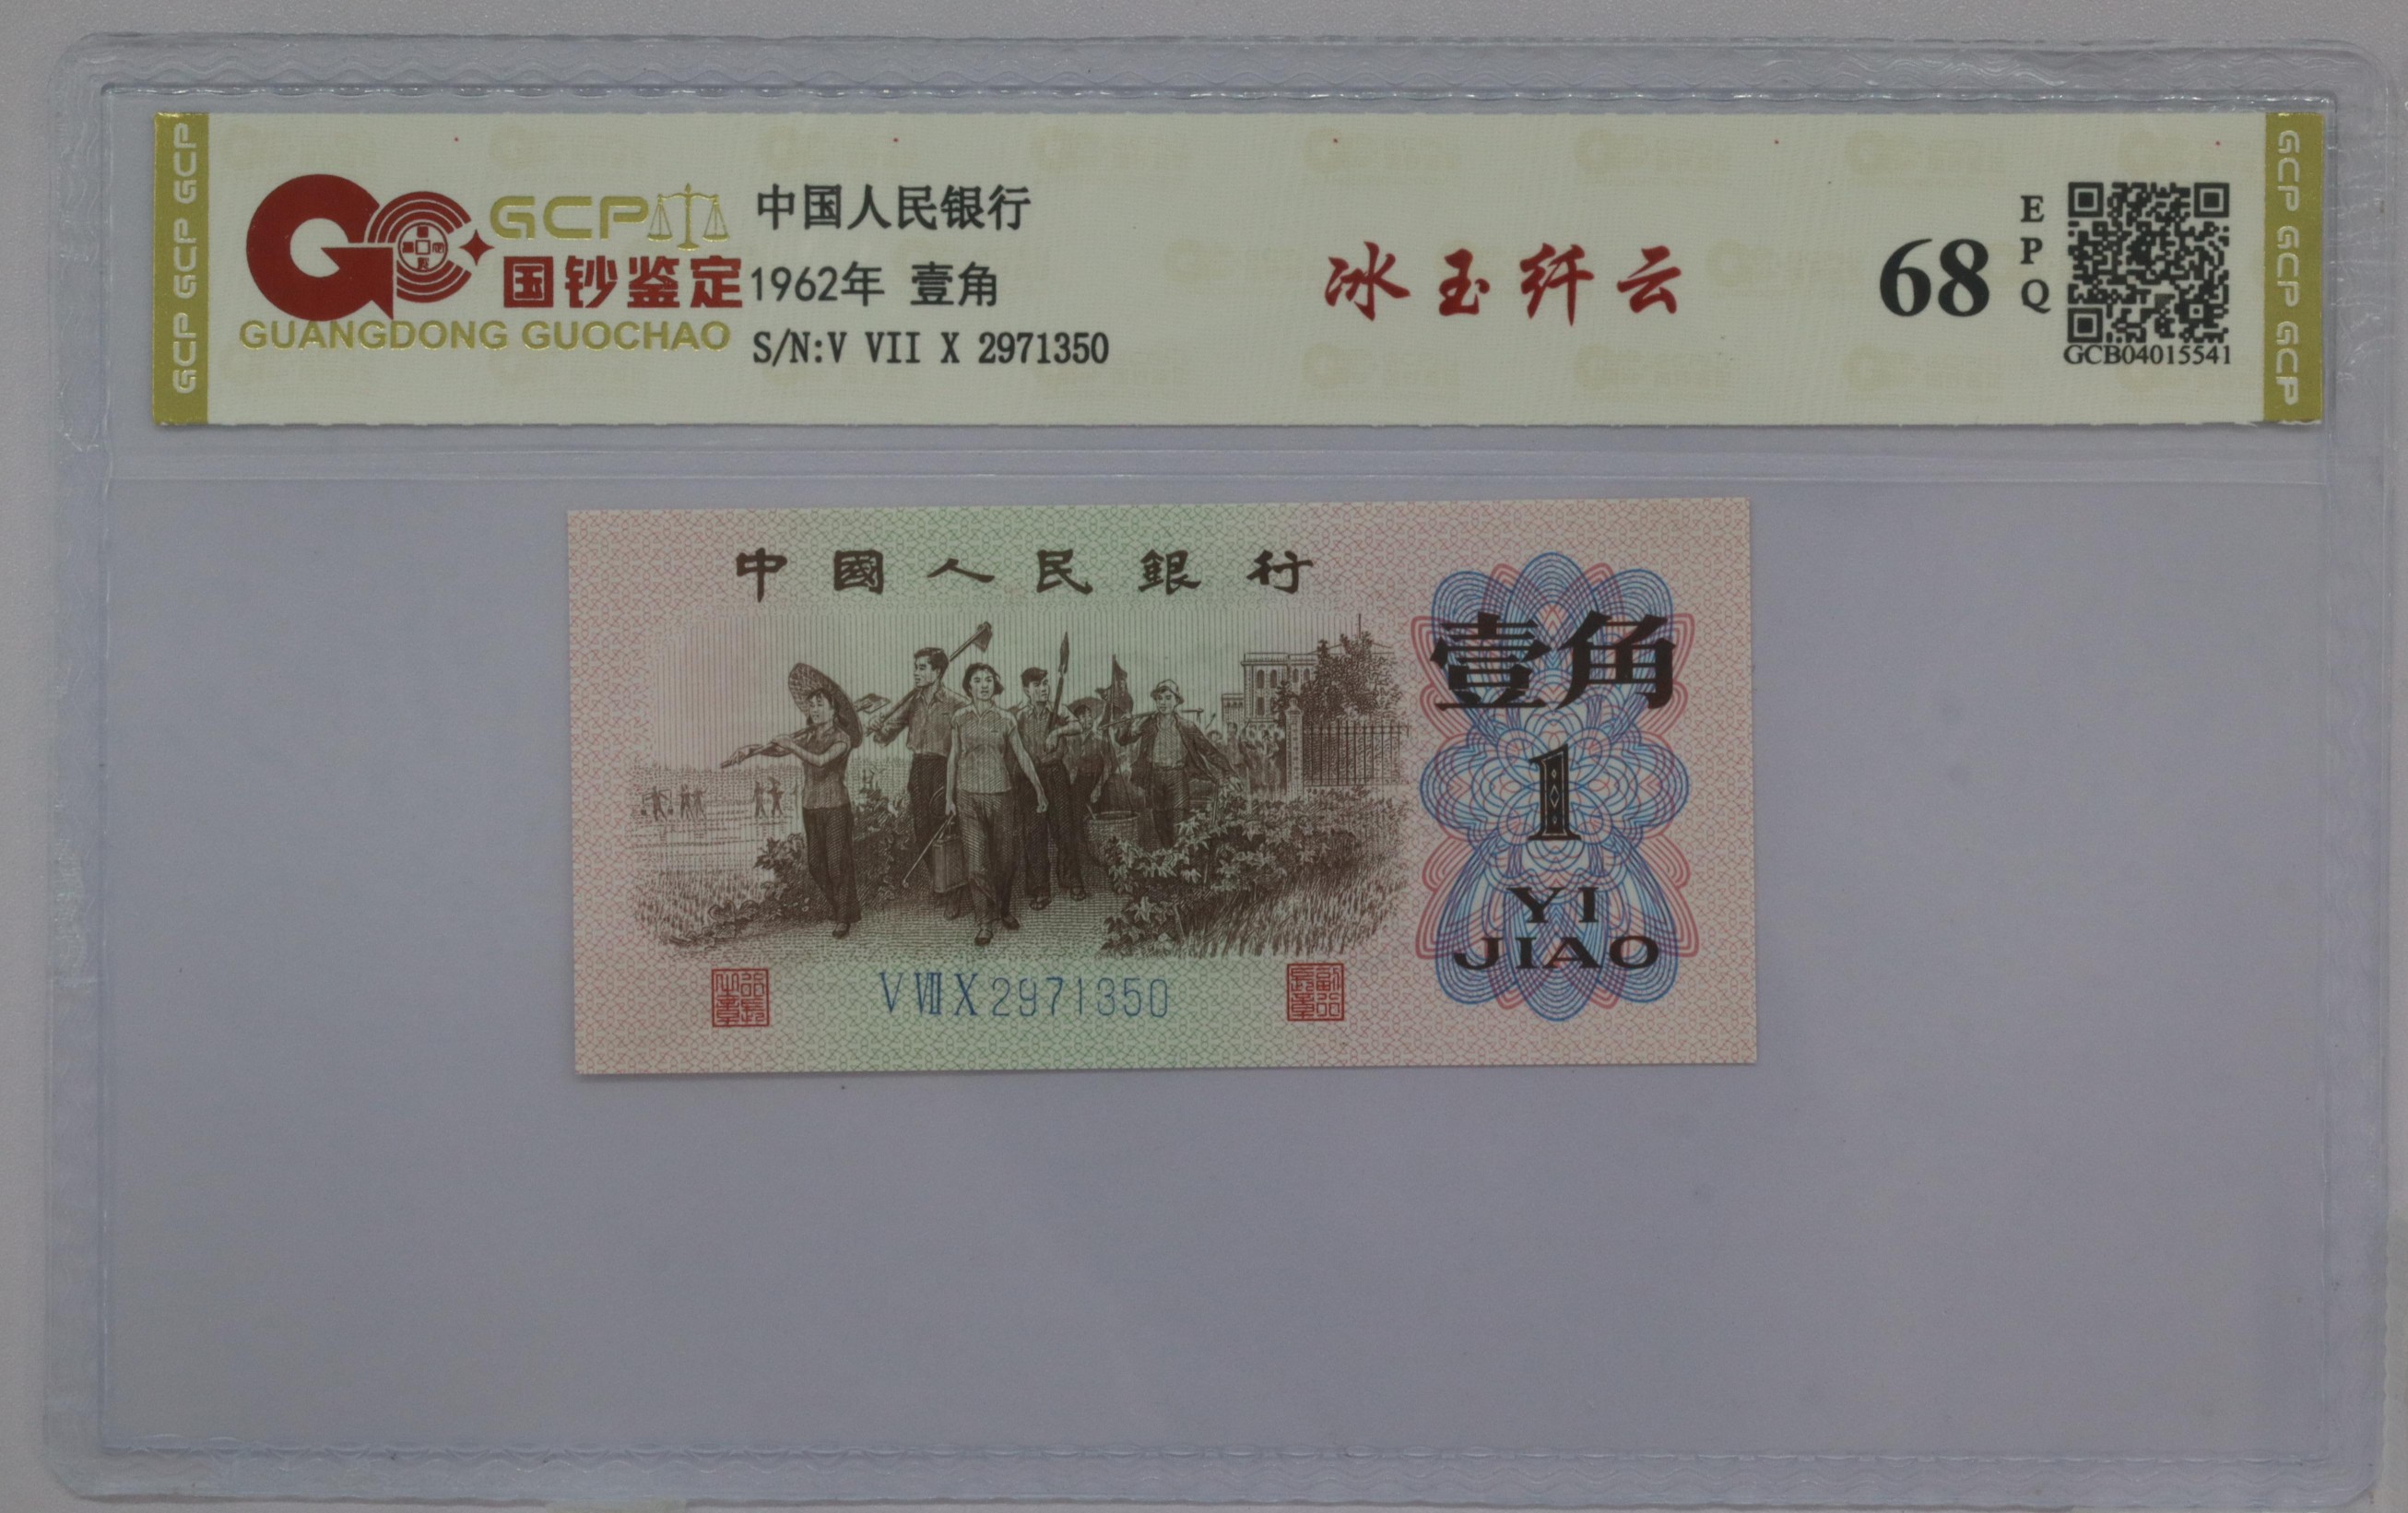 GCP GCP GCP
GCP
国钞鉴定
GUANGDONG GUOCHAO
中国人民银行
1962年 壹角
S/N:V VII X 2971350
冰玉纤云
68
EPQ
GCB04015541
GCP GCP GCP
中國人民銀行
壹角
1
YI
JIAO
V VIII X 2971350